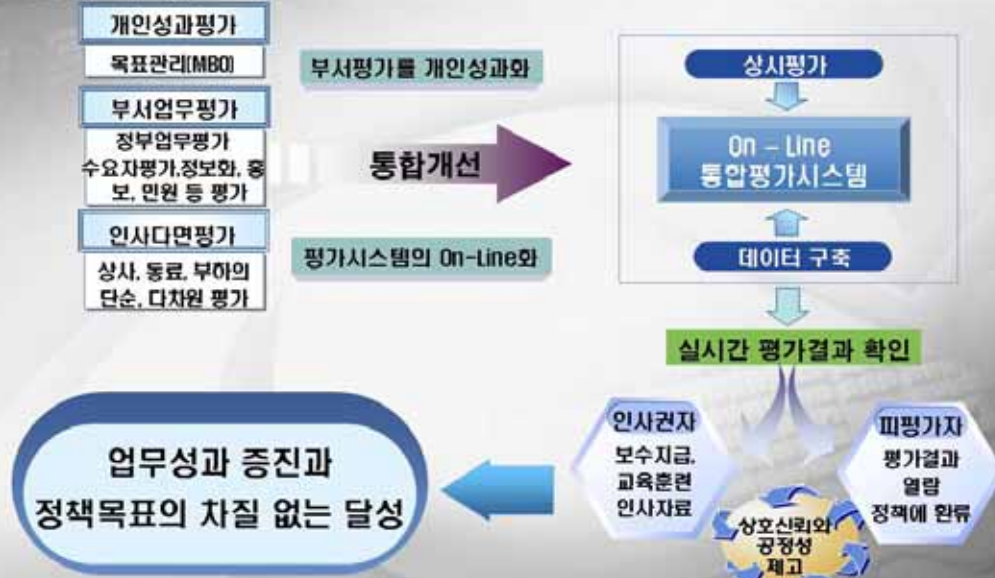 개인성과평가
목표관리(MBO)
부서업무평가
정부업무평가
수요자평가,정보화, 홍
보, 민원 등 평가
인사다면평가
상사, 동료, 부하의
단순, 다차원 평가
부서평가를 개인성과화
통합개선
평가시스템의 On-Line화
상시평가
On – Line
통합평가시스템
데이터 구축
실시간 평가결과 확인
인사권자
보수지급,
교육훈련
인사자료
피평가자
평가결과
열람
정책에 환류
상호신뢰와
공정성
제고
업무성과 증진과
정책목표의 차질 없는 달성